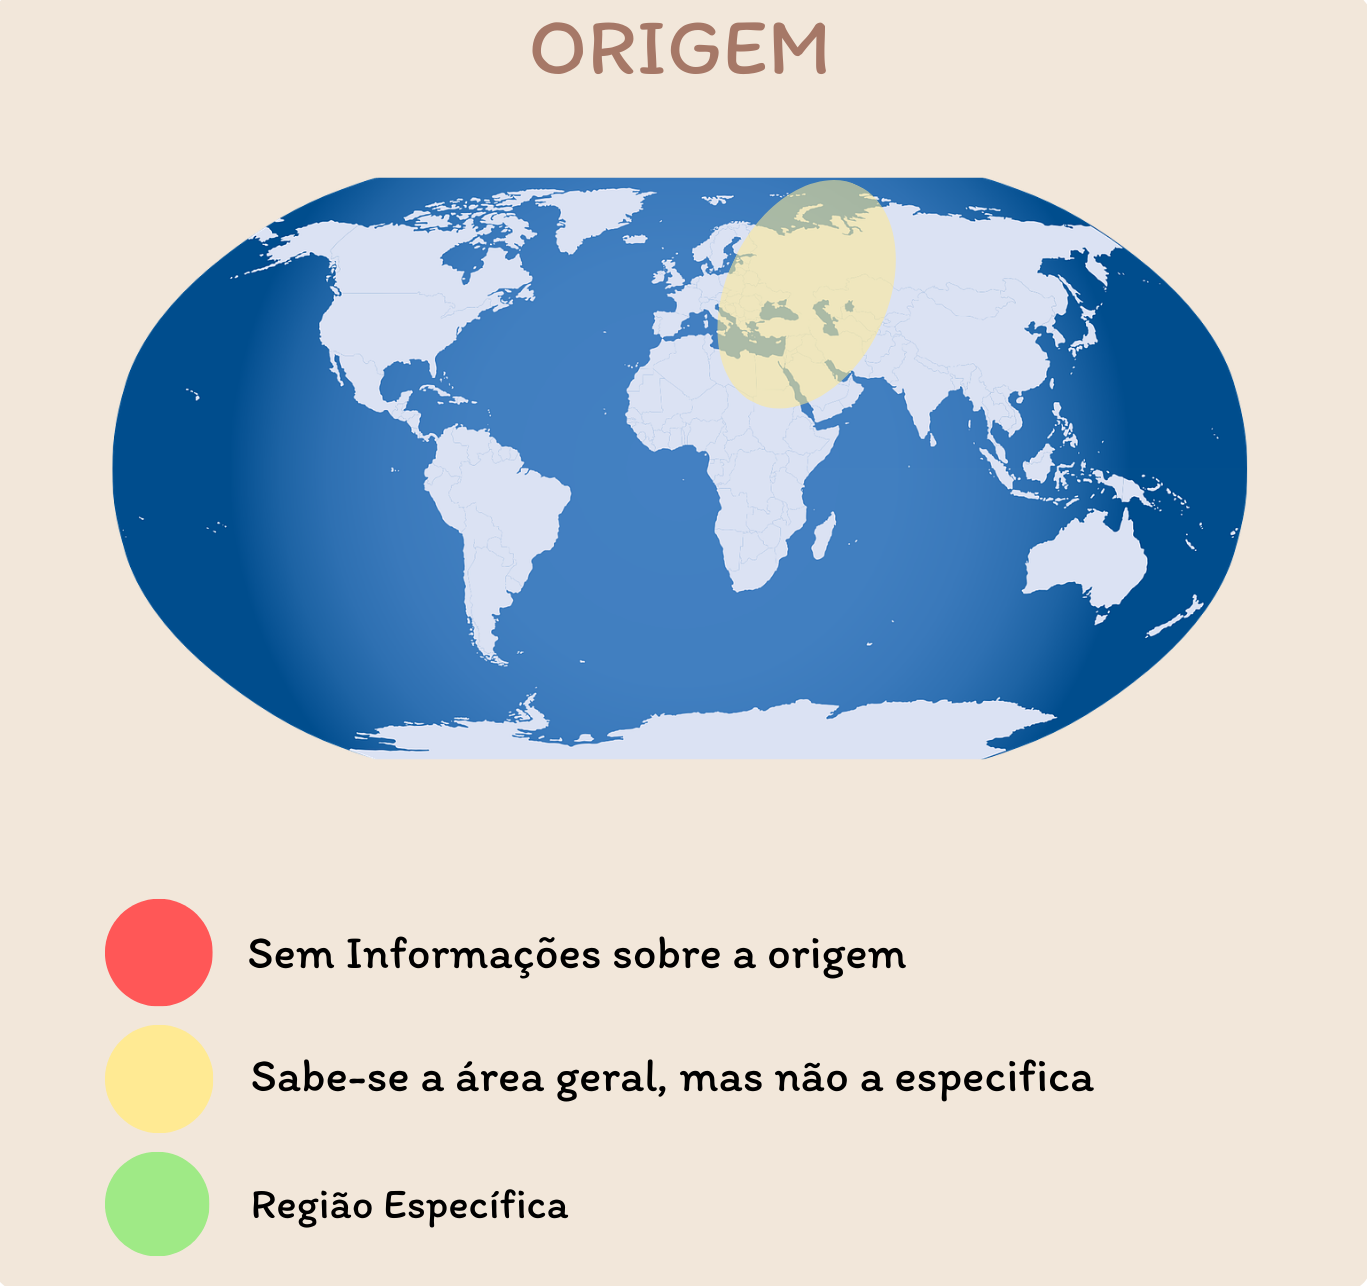 ORIGEM
Sem Informações sobre a origem
Sabe-se a área geral, mas não a especifica
Região Específica